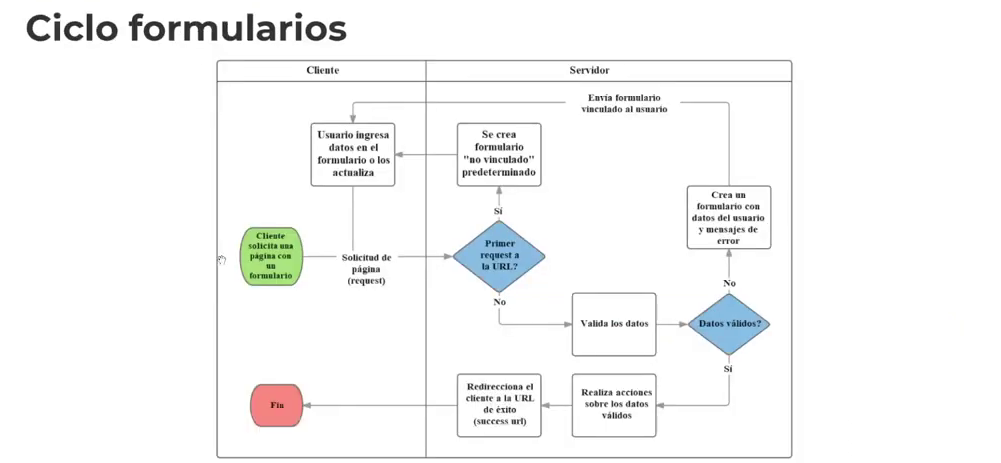 Ciclo formularios
Cliente
Servidor
Envía formulario
vinculado al usuario
Usuario ingresa
datos en el
formulario o los
actualiza
Se crea
formulario
"no vinculado"
predeterminado
Crea un
formulario con
datos del usuario
y mensajes de
error
Sí
Cliente
solicita una
página con
un
formulario
Solicitud de
página
(request)
Primer
request a
la URL?
No
No
Valida los datos
Datos válidos?
Sí
Redirecciona el
cliente a la URL
de éxito
(success url)
Realiza acciones
sobre los datos
válidos
Fin